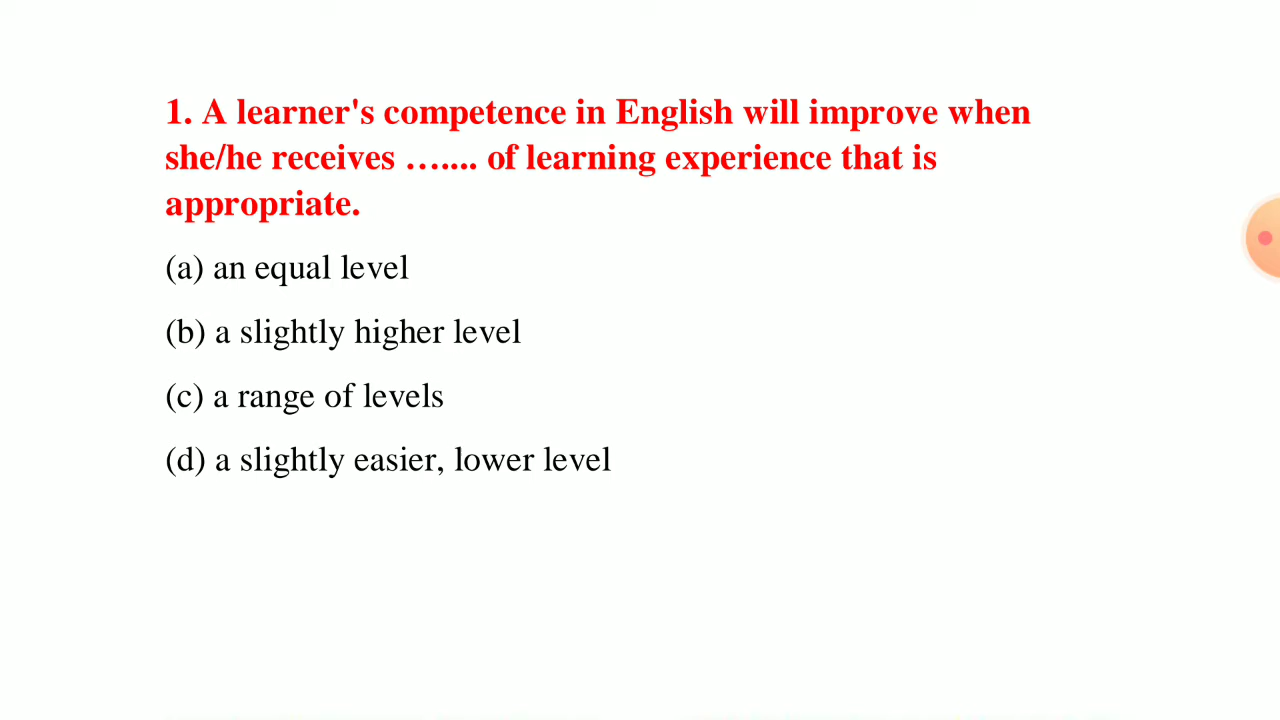 1. A learner's competence in English will improve when
she/he receives ….... of learning experience that is
appropriate.
(a) an equal level
(b) a slightly higher level
(c) a range of levels
(d) a slightly easier, lower level